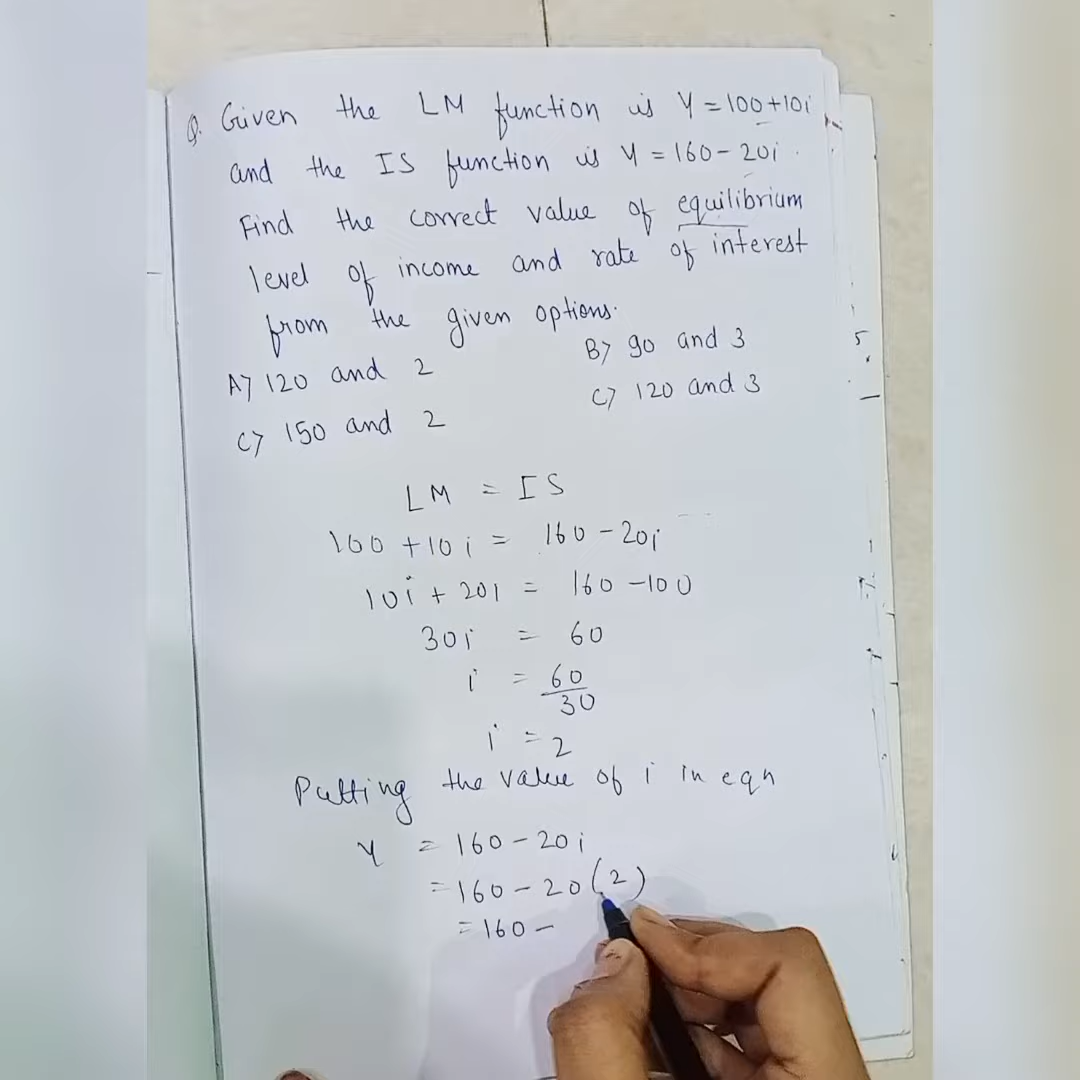 Q. Given the LM function is Y = 100 + 10i
and the IS function is Y = 160 - 20i.
Find the correct value of equilibrium
level of income and rate of interest
from the given options.
A) 120 and 2
B) 90 and 3
C) 150 and 2
C) 120 and 3
LM = IS
100 + 10i = 160 - 20i
10i + 20i = 160 - 100
30i = 60
i = 60/30
i = 2
Putting the value of i in eqn
Y = 160 - 20i
= 160 - 20(2)
= 160 -